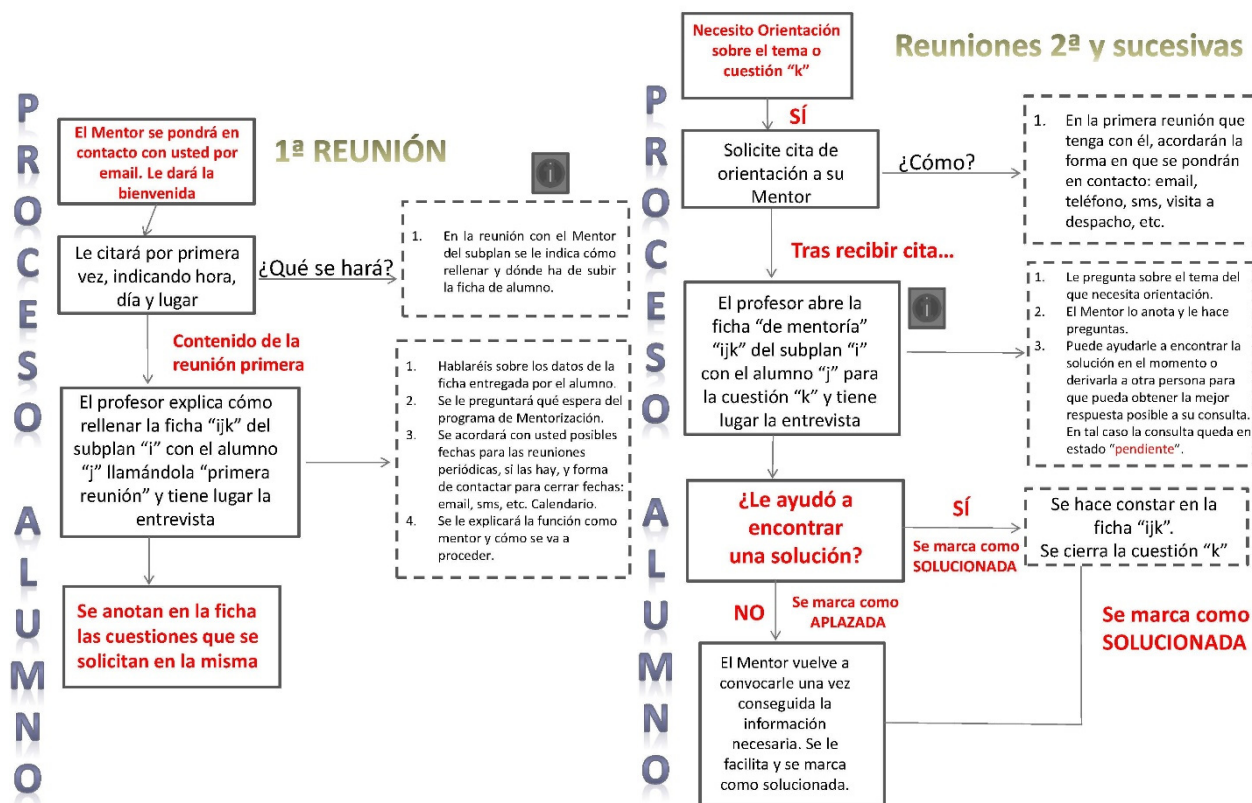 PROCESO ALUMNO
1ª REUNIÓN
El Mentor se pondrá en
contacto con usted por
email. Le dará la
bienvenida
Le citará por primera
vez, indicando hora,
día y lugar
¿Qué se hará?
i
1. En la reunión con el Mentor
del subplan se le indica cómo
rellenar y dónde ha de subir
la ficha de alumno.
Contenido de la
reunión primera
El profesor explica cómo
rellenar la ficha “ijk” del
subplan “i” con el alumno
“j” llamándola “primera
reunión” y tiene lugar la
entrevista
1. Hablaréis sobre los datos de la
ficha entregada por el alumno.
2. Se le preguntará qué espera del
programa de Mentorización.
3. Se acordará con usted posibles
fechas para las reuniones
periódicas, si las hay, y forma
de contactar para cerrar fechas:
email, sms, etc. Calendario.
4. Se le explicará la función como
mentor y cómo se va a
proceder.
Se anotan en la ficha
las cuestiones que se
solicitan en la misma
PROCESO ALUMNO
Reuniones 2ª y sucesivas
Necesito Orientación
sobre el tema o
cuestión “k”
SÍ
Solicite cita de
orientación a su
Mentor
¿Cómo?
1. En la primera reunión que
tenga con él, acordarán la
forma en que se pondrán
en contacto: email,
teléfono, sms, visita a
despacho, etc.
Tras recibir cita...
El profesor abre la
ficha “de mentoría”
“ijk” del subplan “i”
con el alumno “j” para
la cuestión “k” y tiene
lugar la entrevista
i
1. Le pregunta sobre el tema del
que necesita orientación.
2. El Mentor lo anota y le hace
preguntas.
3. Puede ayudarle a encontrar la
solución en el momento o
derivarla a otra persona para
que pueda obtener la mejor
respuesta posible a su consulta.
En tal caso la consulta queda en
estado “pendiente”.
¿Le ayudó a
encontrar
una solución?
SÍ
Se marca como
SOLUCIONADA
Se hace constar en la
ficha “ijk”.
Se cierra la cuestión “k”
NO
Se marca como
APLAZADA
Se marca como
SOLUCIONADA
El Mentor vuelve a
convocarle una vez
conseguida la
información
necesaria. Se le
facilita y se marca
como solucionada.